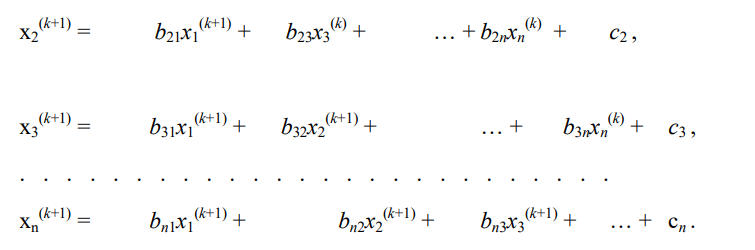 x₂⁽ᵏ⁺¹⁾ = b₂₁x₁⁽ᵏ⁺¹⁾ + b₂₃x₃⁽ᵏ⁾ + … + b₂ₙxₙ⁽ᵏ⁾ + c₂ ,
x₃⁽ᵏ⁺¹⁾ = b₃₁x₁⁽ᵏ⁺¹⁾ + b₃₂x₂⁽ᵏ⁺¹⁾ + … + b₃ₙxₙ⁽ᵏ⁾ + c₃ ,
. . . . . . . . . . . . . . . . . . . . . . . . . .
xₙ⁽ᵏ⁺¹⁾ = bₙ₁x₁⁽ᵏ⁺¹⁾ + bₙ₂x₂⁽ᵏ⁺¹⁾ + bₙ₃x₃⁽ᵏ⁺¹⁾ + … + cₙ .